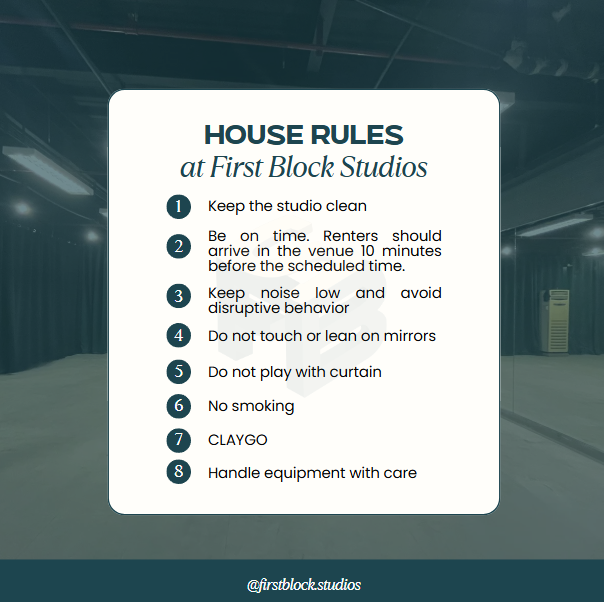 HOUSE RULES
at First Block Studios
1 Keep the studio clean
2 Be on time. Renters should
arrive in the venue 10 minutes
before the scheduled time.
3 Keep noise low and avoid
disruptive behavior
4 Do not touch or lean on mirrors
5 Do not play with curtain
6 No smoking
7 CLAYGO
8 Handle equipment with care
@firstblock.studios